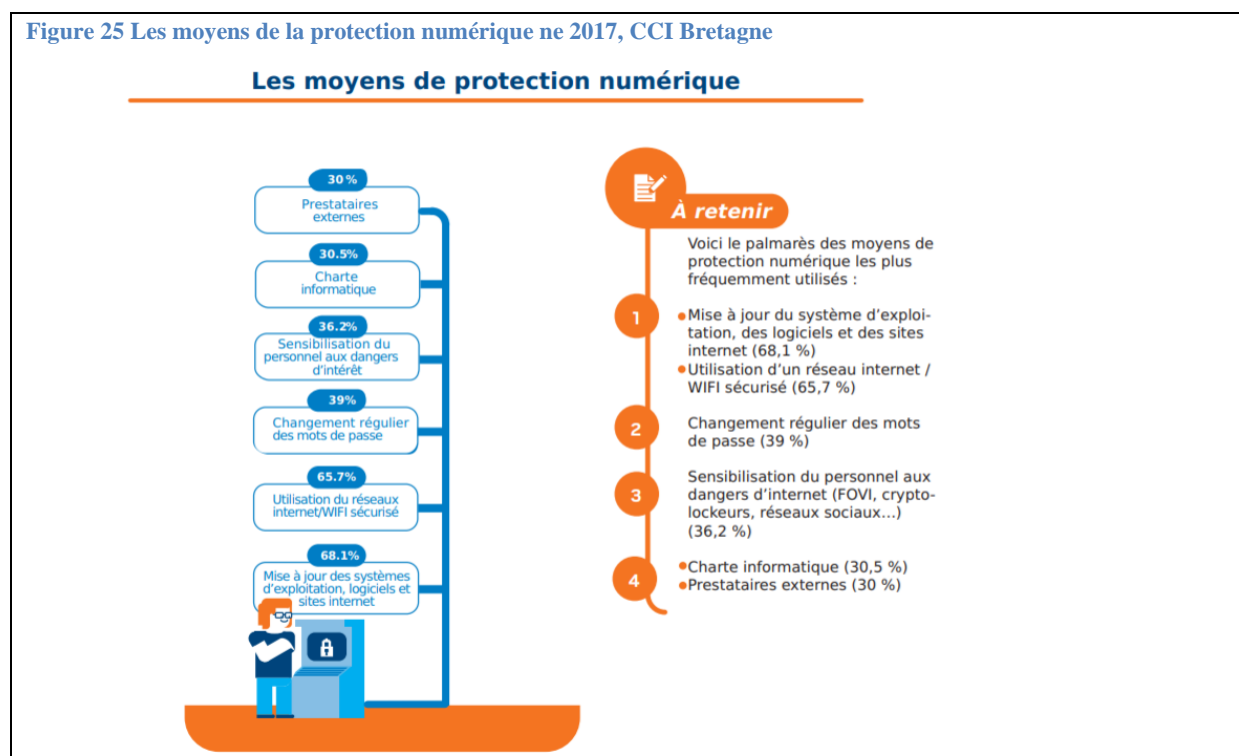 Figure 25 Les moyens de la protection numérique ne 2017, CCI Bretagne
Les moyens de protection numérique
30 %
Prestataires
externes
30.5%
Charte
informatique
36.2%
Sensibilisation du
personnel aux dangers
d'intérêt
39%
Changement régulier
des mots de passe
65.7%
Utilisation du réseaux
internet/WIFI sécurisé
68.1%
Mise à jour des systèmes
d'exploitation, logiciels et
sites internet
À retenir
Voici le palmarès des moyens de
protection numérique les plus
fréquemment utilisés :
1
•Mise à jour du système d'exploi-
tation, des logiciels et des sites
internet (68,1 %)
•Utilisation d'un réseau internet /
WIFI sécurisé (65,7 %)
2
Changement régulier des mots
de passe (39 %)
3
Sensibilisation du personnel aux
dangers d'internet (FOVI, crypto-
lockeurs, réseaux sociaux...)
(36,2 %)
4
•Charte informatique (30,5 %)
•Prestataires externes (30 %)